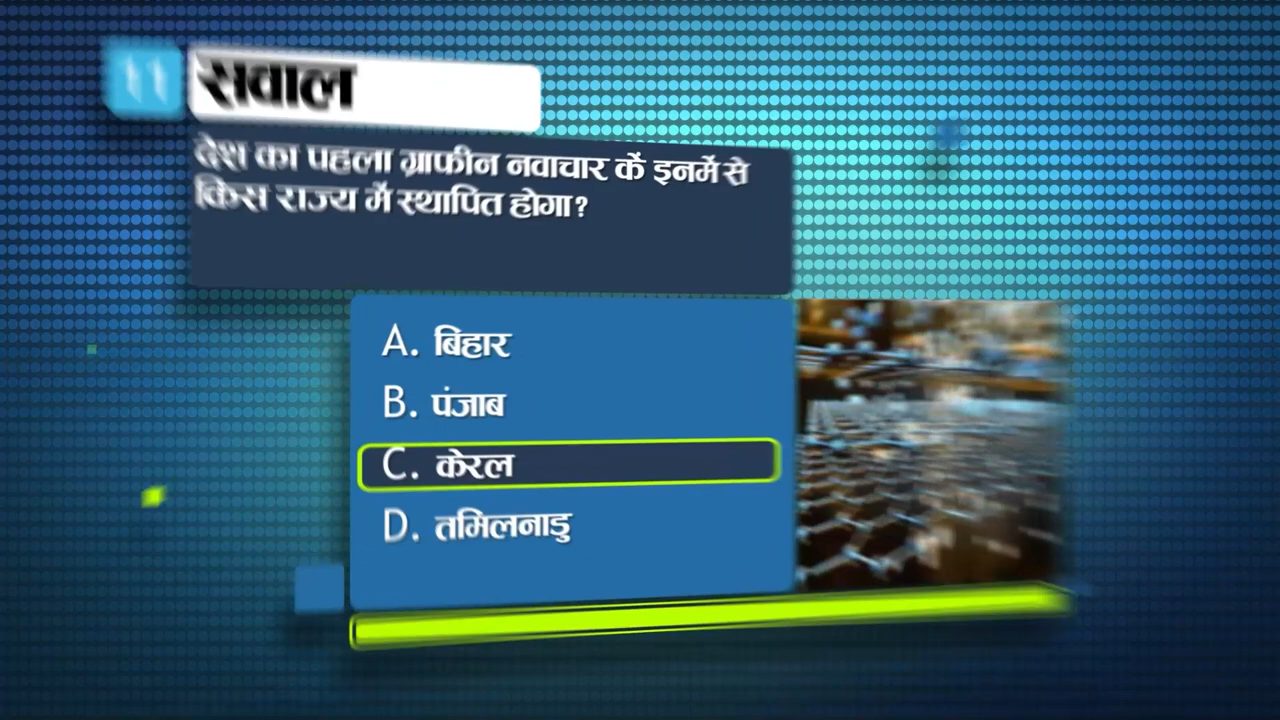 सवाल
देश का पहला ग्राफीन नवाचार कें इनमें से
किस राज्य में स्थापित होगा?
A. बिहार
B. पंजाब
C. केरल
D. तमिलनाडु